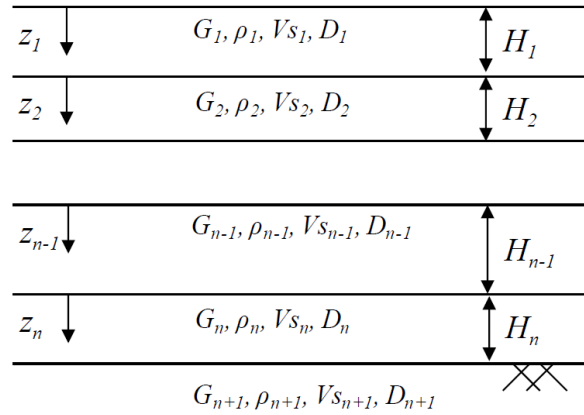 z₁ G₁, ρ₁, Vs₁, D₁ H₁
z₂ G₂, ρ₂, Vs₂, D₂ H₂
zₙ₋₁ Gₙ₋₁, ρₙ₋₁, Vsₙ₋₁, Dₙ₋₁ Hₙ₋₁
zₙ Gₙ, ρₙ, Vsₙ, Dₙ Hₙ
Gₙ₊₁, ρₙ₊₁, Vsₙ₊₁, Dₙ₊₁